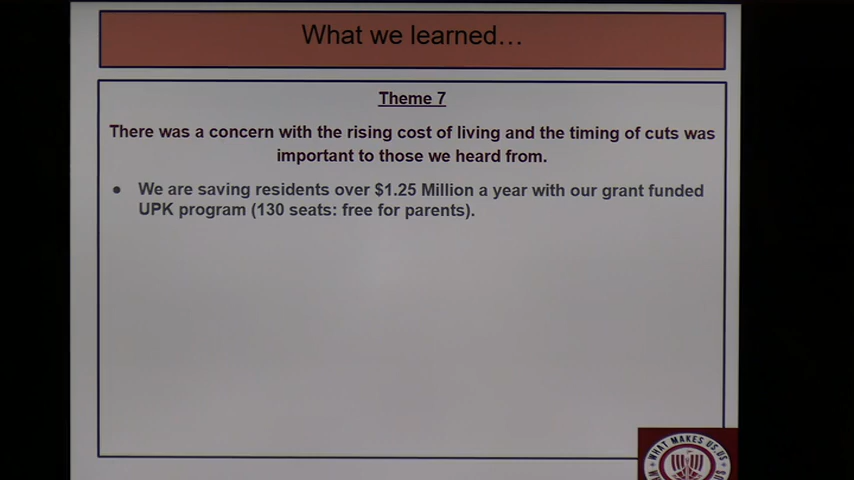 What we learned…
Theme 7
There was a concern with the rising cost of living and the timing of cuts was
important to those we heard from.
● We are saving residents over $1.25 Million a year with our grant funded
UPK program (130 seats: free for parents).
WHAT MAKES US, US